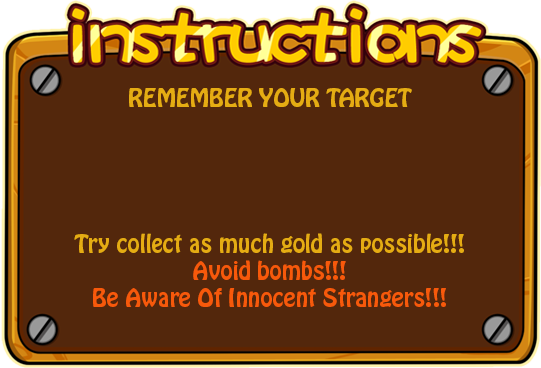 instructions
REMEMBER YOUR TARGET
Try collect as much gold as possible!!!
Avoid bombs!!!
Be Aware Of Innocent Strangers!!!